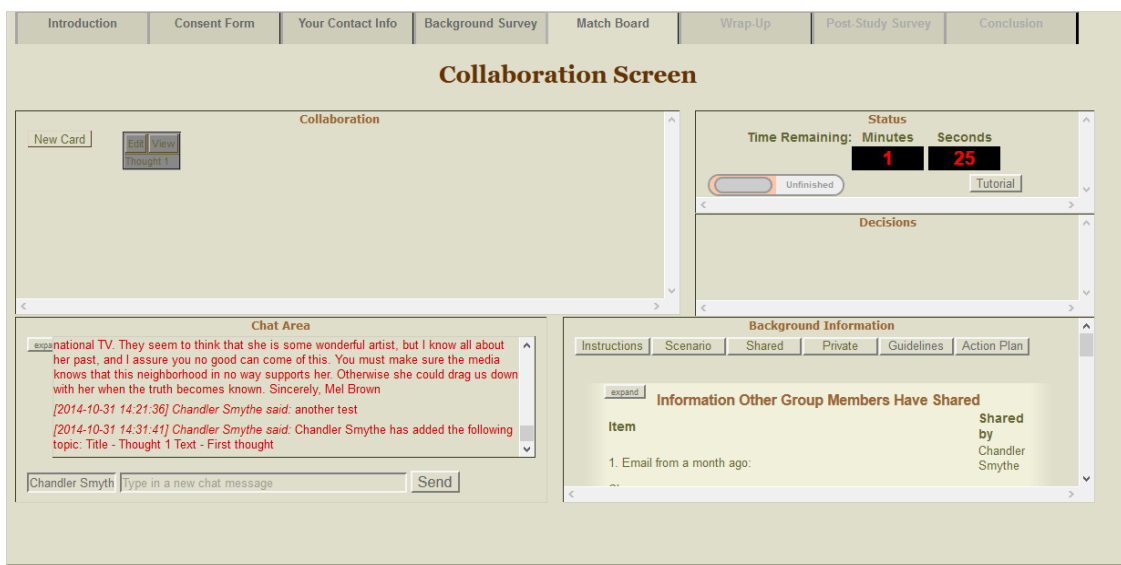 Introduction
Consent Form
Your Contact Info
Background Survey
Match Board
Wrap-Up
Post-Study Survey
Conclusion
Collaboration Screen
Collaboration
New Card
Edit View
Thought 1
Status
Time Remaining: Minutes Seconds
1 25
Unfinished
Tutorial
Decisions
Chat Area
expa
national TV. They seem to think that she is some wonderful artist, but I know all about
her past, and I assure you no good can come of this. You must make sure the media
knows that this neighborhood in no way supports her. Otherwise she could drag us down
with her when the truth becomes known. Sincerely, Mel Brown
[2014-10-31 14:21:36] Chandler Smythe said: another test
[2014-10-31 14:31:41] Chandler Smythe said: Chandler Smythe has added the following
topic: Title - Thought 1 Text - First thought
Chandler Smyth
Type in a new chat message
Send
Background Information
Instructions
Scenario
Shared
Private
Guidelines
Action Plan
expand
Information Other Group Members Have Shared
Item
Shared
by
1. Email from a month ago:
Chandler
Smythe